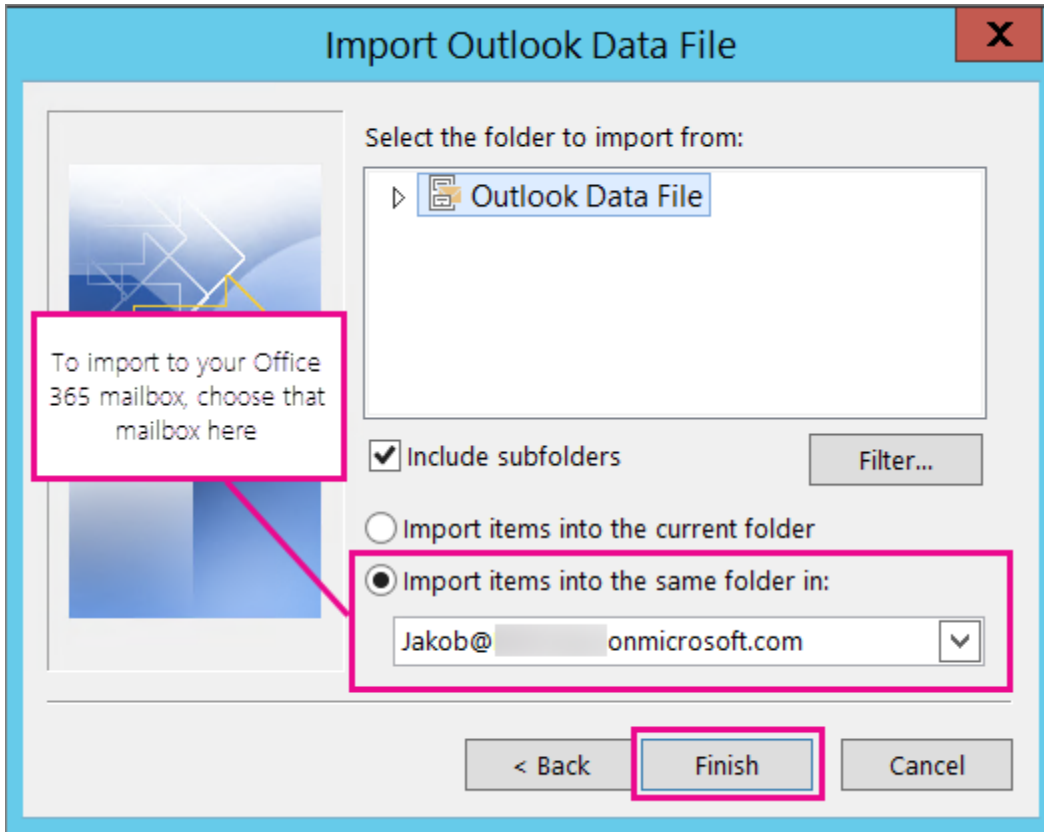 Import Outlook Data File
X
Select the folder to import from:
Outlook Data File
To import to your Office
365 mailbox, choose that
mailbox here
Include subfolders
Filter...
Import items into the current folder
Import items into the same folder in:
Jakob@ onmicrosoft.com
< Back
Finish
Cancel